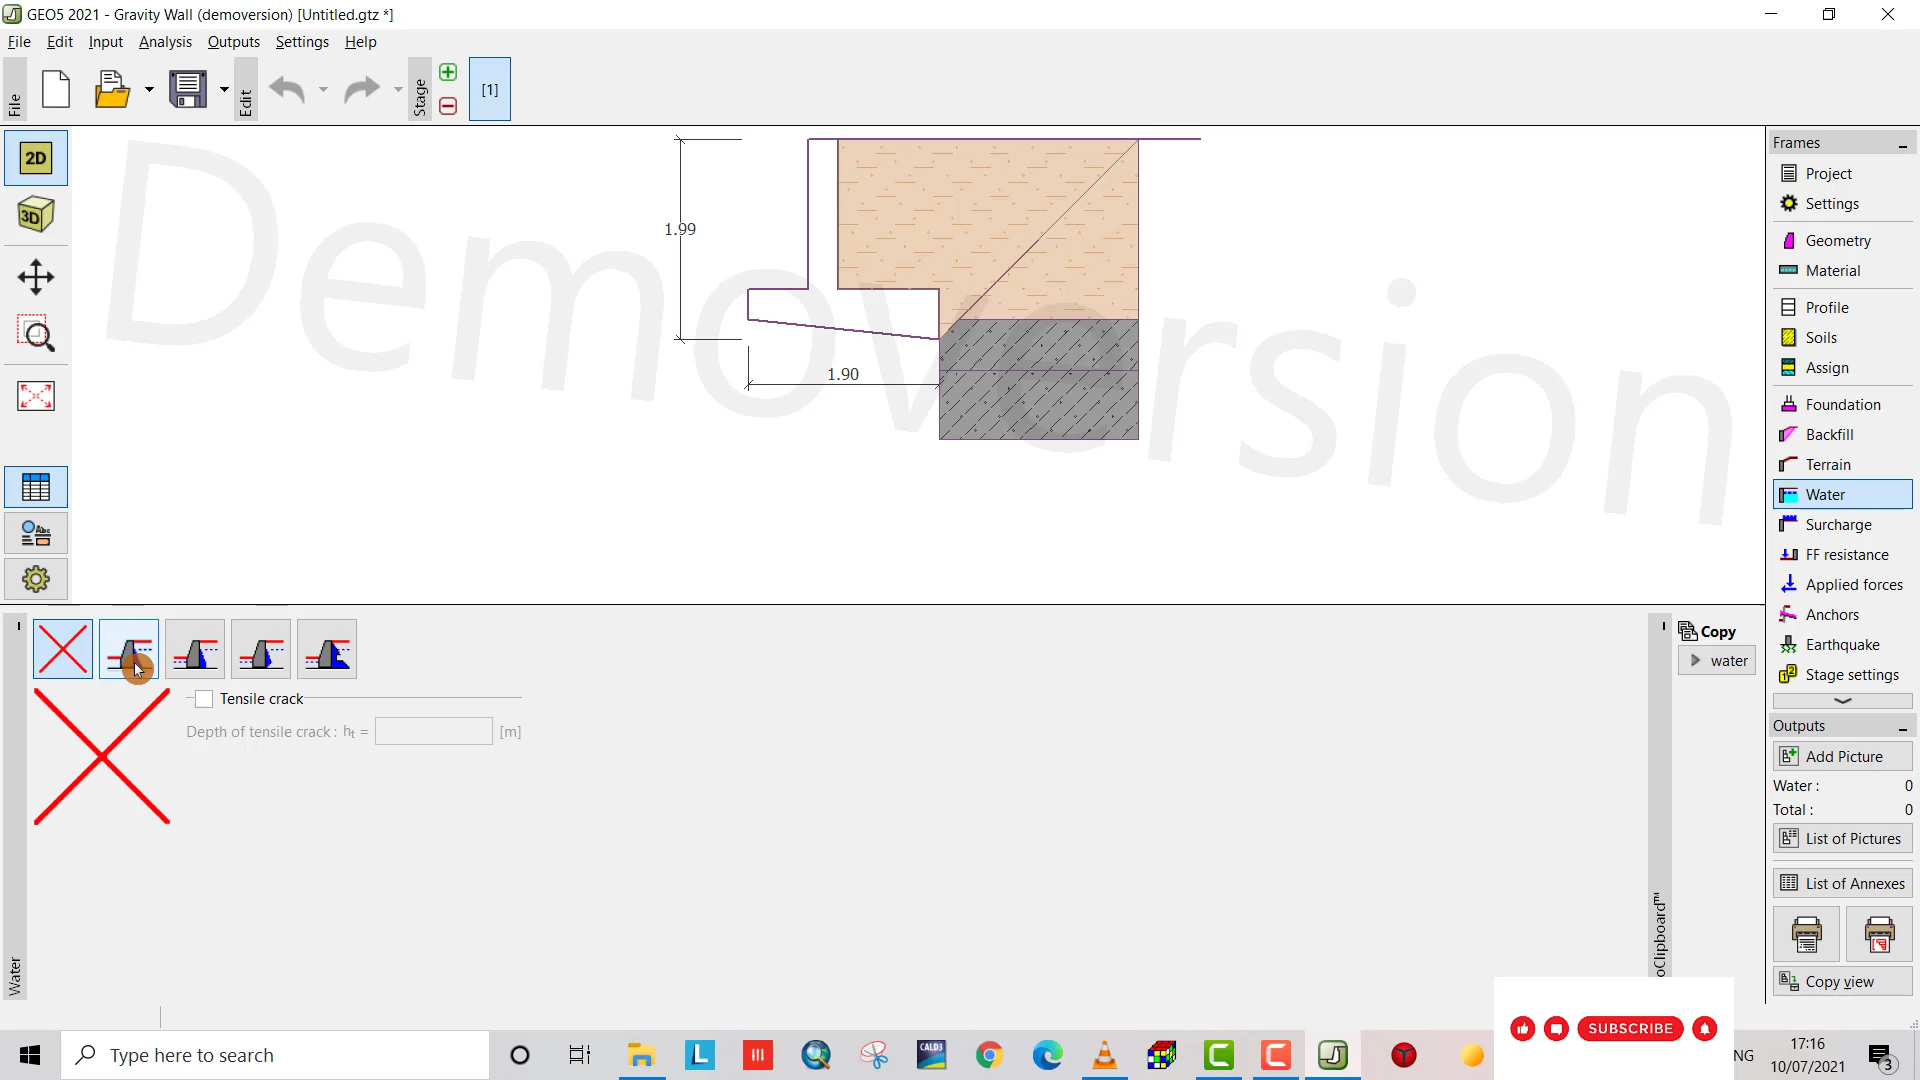 GEO5 2021 - Gravity Wall (demoversion) [Untitled.gtz *]
File Edit Input Analysis Outputs Settings Help
File
Edit
Stage
[1]
2D
3D
Demoversion
1.99
1.90
Frames
Project
Settings
Geometry
Material
Profile
Soils
Assign
Foundation
Backfill
Terrain
Water
Surcharge
FF resistance
Applied forces
Anchors
Earthquake
Stage settings
Outputs
Add Picture
Water : 0
Total : 0
List of Pictures
List of Annexes
Copy view
Water
Tensile crack
Depth of tensile crack : ht = [m]
oClipboard™
Copy
water
SUBSCRIBE
Type here to search
L
CALD3
NG
17:16
10/07/2021
3